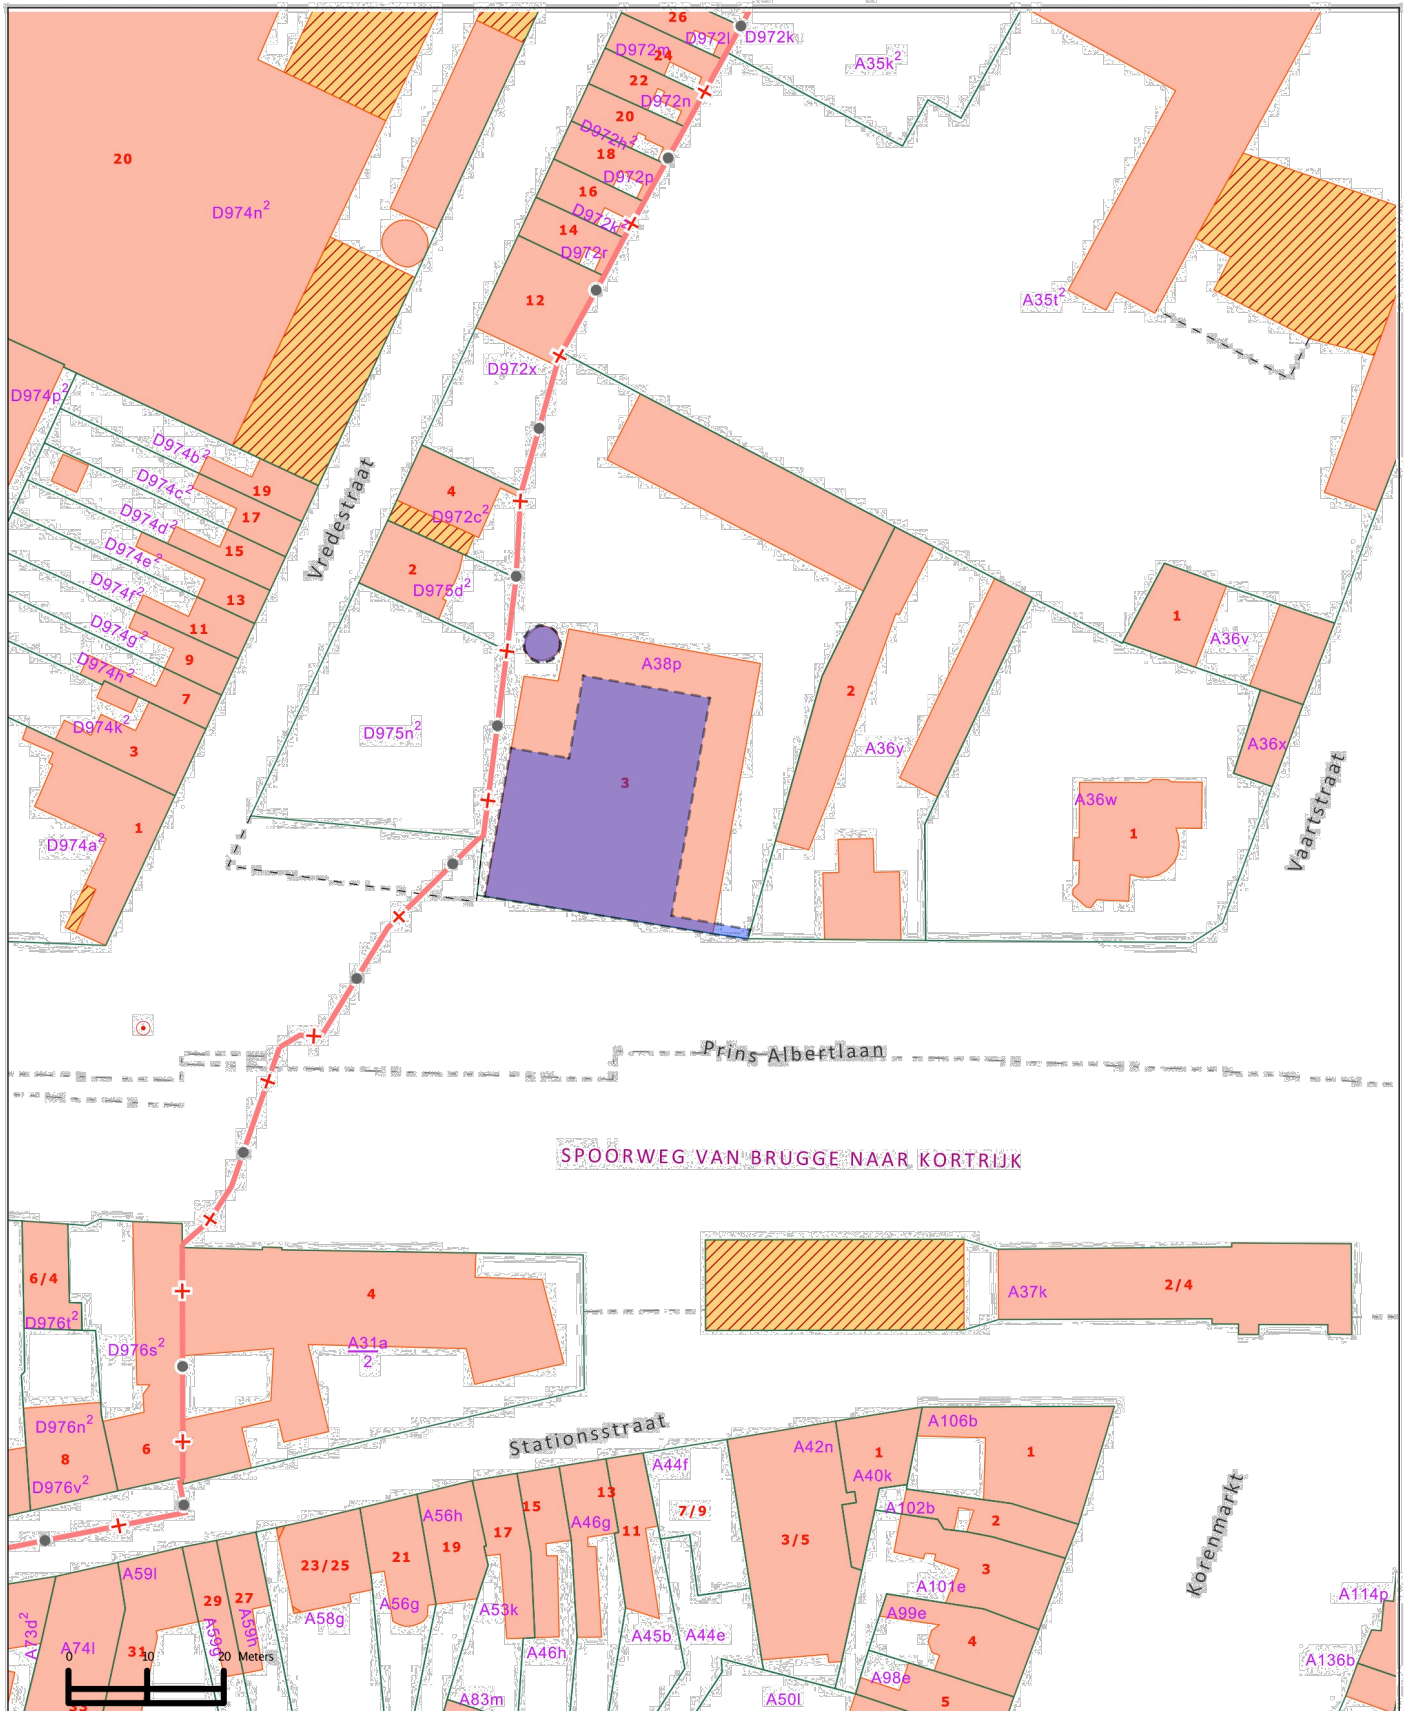 26
D972l
D972k
D972m
24
A35k²
22
D972n
20
D972h²
18
D972p
16
D972k²
14
D972r
12
20
D974n²
A35t²
D972x
D974p²
D974b²
19
D974c²
17
D974d²
15
D974e²
13
D974f²
11
D974g²
9
D974h²
7
D974k²
3
1
D974a²
Vredestraat
4
D972c²
2
D975d²
D975n²
A38p
3
2
A36y
1
A36v
A36x
A36w
1
Vaartstraat
Prins Albertlaan
SPOORWEG VAN BRUGGE NAAR KORTRIJK
6/4
D976t²
D976s²
4
A31a
2
A37k
2/4
D976n²
8
6
D976v²
Stationsstraat
A106b
1
A42n
1
A40k
A44f
7/9
A102b
2
3/5
3
A101e
A99e
4
A98e
5
Korenmarkt
A114p
A136b
A59l
29
27
23/25
A58g
21
A56g
A56h
19
17
15
13
A46g
11
A53k
A46h
A45b
A44e
A50l
A83m
A73d²
A74l
31
A59g
A59h
33
0 10 20 Meters